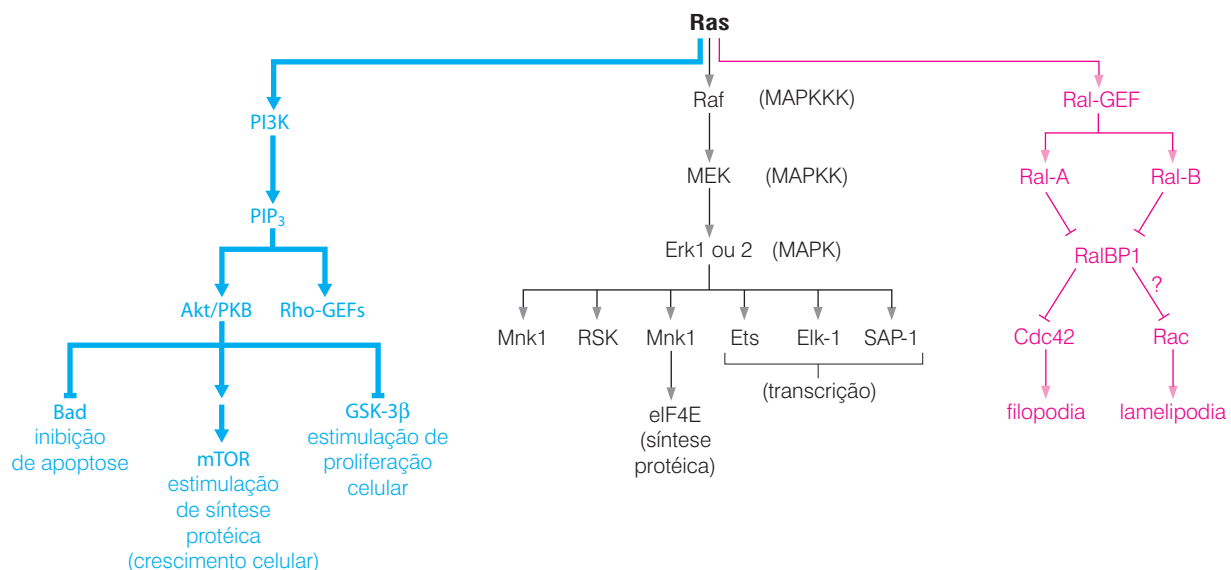 Ras
PI3K
PIP₃
Akt/PKB
Rho-GEFs
Bad
inibição
de apoptose
mTOR
estimulação
de síntese
protéica
(crescimento celular)
GSK-3β
estimulação de
proliferação
celular
Raf (MAPKKK)
MEK (MAPKK)
Erk1 ou 2 (MAPK)
Mnk1 RSK Mnk1 Ets Elk-1 SAP-1
(transcrição)
eIF4E
(síntese
protéica)
Ral-GEF
Ral-A Ral-B
RalBP1
?
Cdc42 Rac
filopodia lamelipodia